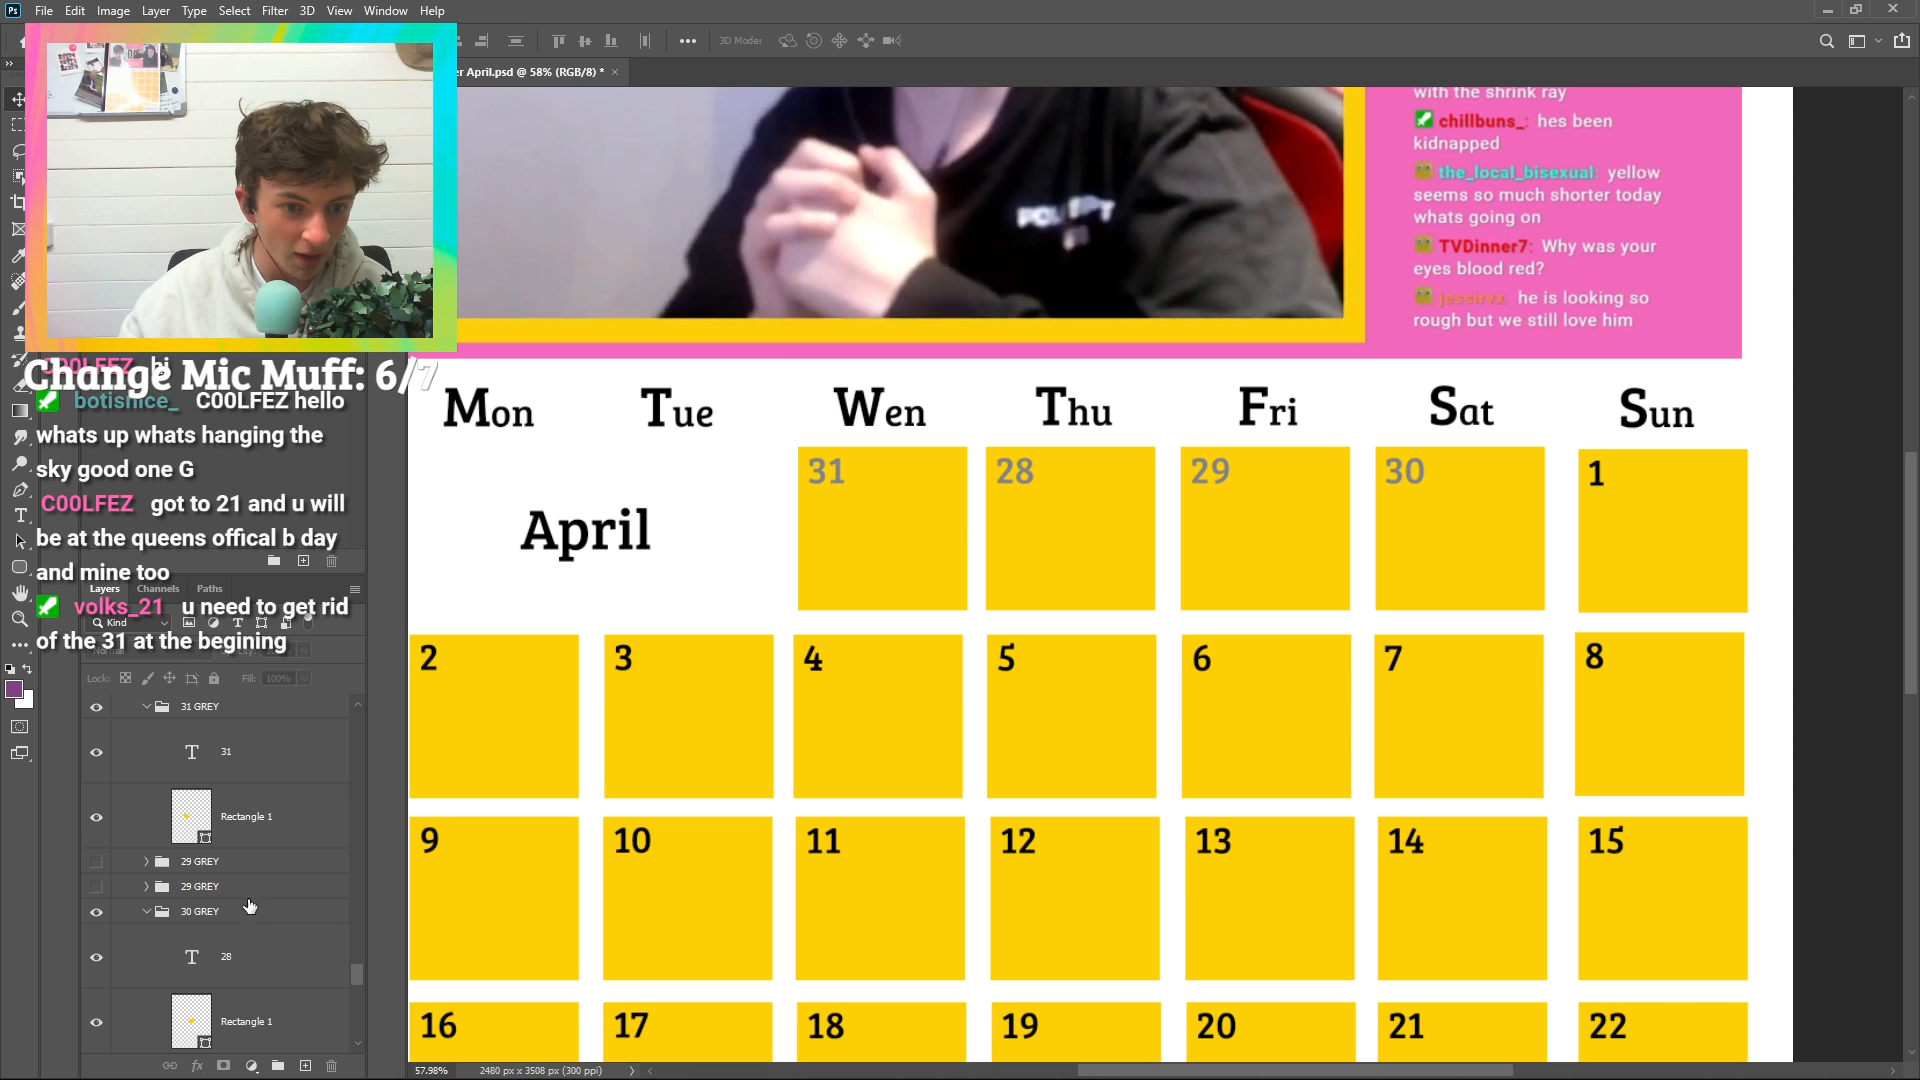 Ps File Edit Image Layer Type Select Filter 3D View Window Help
3D Mode:
er April.psd @ 58% (RGB/8) *
with the shrink ray
chillbuns_: hes been
kidnapped
the_local_bisexual: yellow
seems so much shorter today
whats going on
TVDinner7: Why was your
eyes blood red?
jessirvx: he is looking so
rough but we still love him
C00LFEZ hi
Change Mic Muff: 6/7
botisnice_ C00LFEZ hello
whats up whats hanging the
sky good one G
C00LFEZ got to 21 and u will
be at the queens offical b day
and mine too
Layers Channels Paths
volks_21 u need to get rid
Kind
of the 31 at the begining
Normal
Lock: Fill: 100%
31 GREY
31
Rectangle 1
29 GREY
29 GREY
30 GREY
28
Rectangle 1
Mon Tue Wen Thu Fri Sat Sun
April
31 28 29 30 1
2 3 4 5 6 7 8
9 10 11 12 13 14 15
16 17 18 19 20 21 22
57.98% 2480 px x 3508 px (300 ppi)